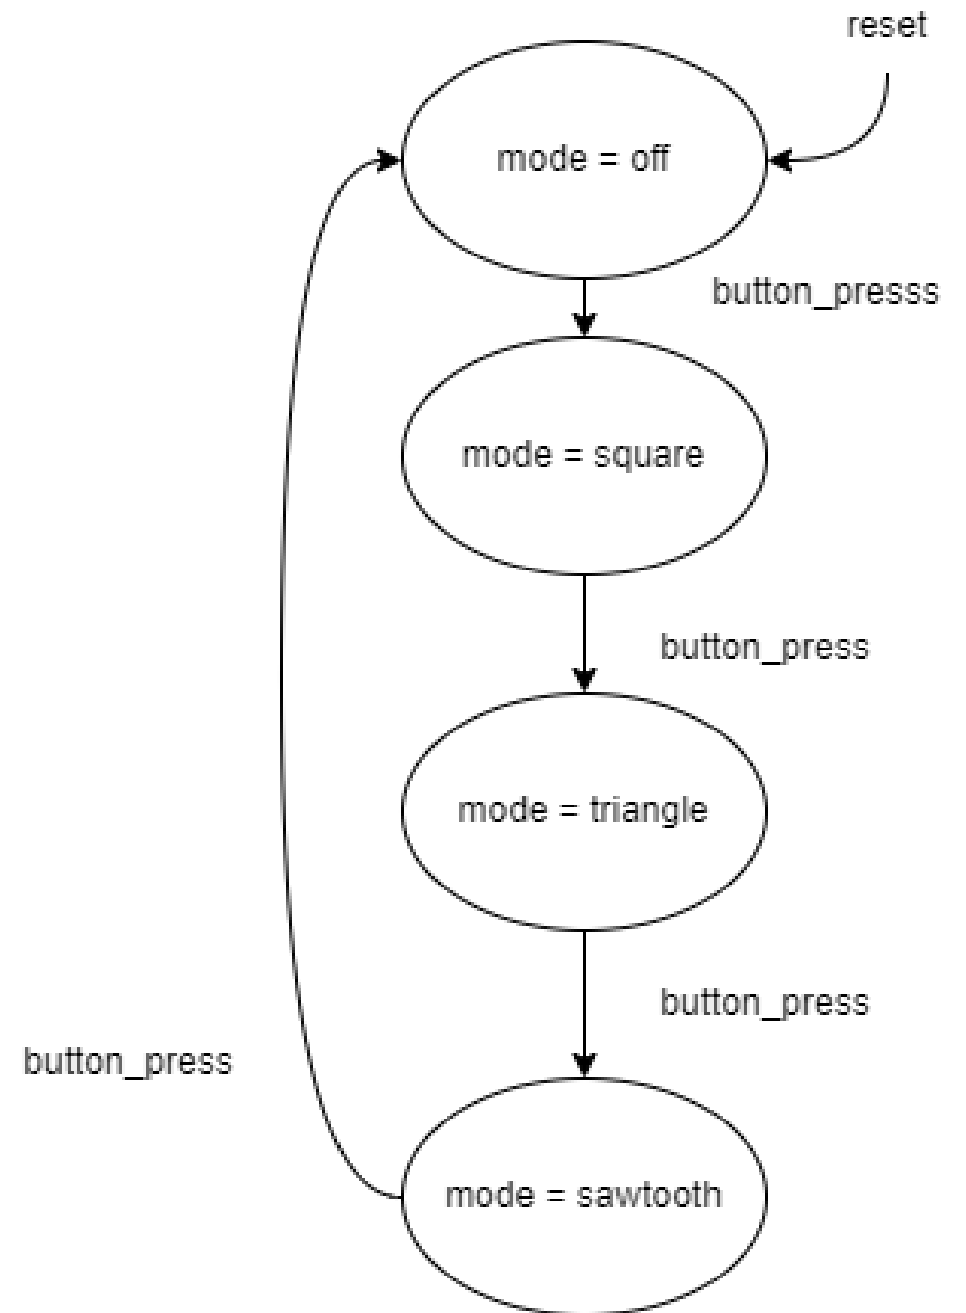 reset
mode = off
button_presss
mode = square
button_press
mode = triangle
button_press
button_press
mode = sawtooth